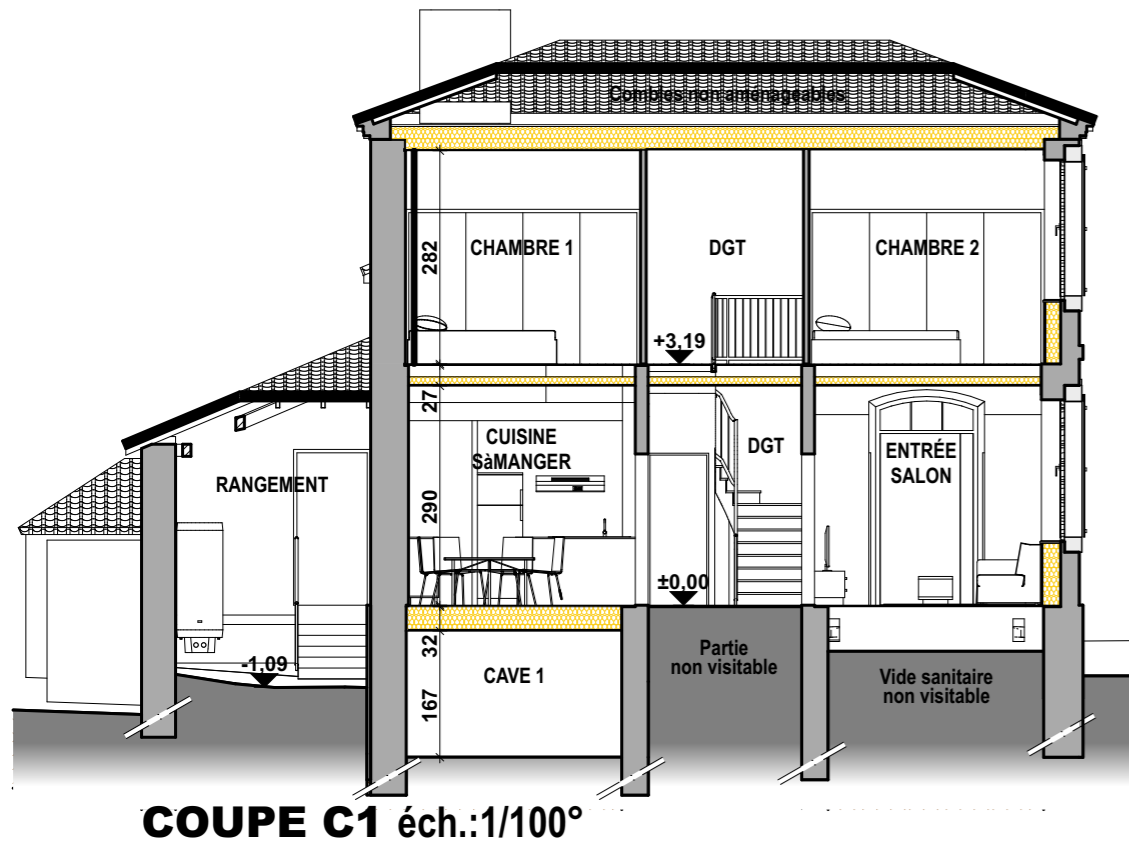 Combles non aménageables
282
CHAMBRE 1
DGT
CHAMBRE 2
+3,19
27
CUISINE
SàMANGER
DGT
ENTRÉE
SALON
RANGEMENT
290
±0,00
-1,09
32
CAVE 1
Partie
non visitable
Vide sanitaire
non visitable
167
COUPE C1 éch.:1/100°